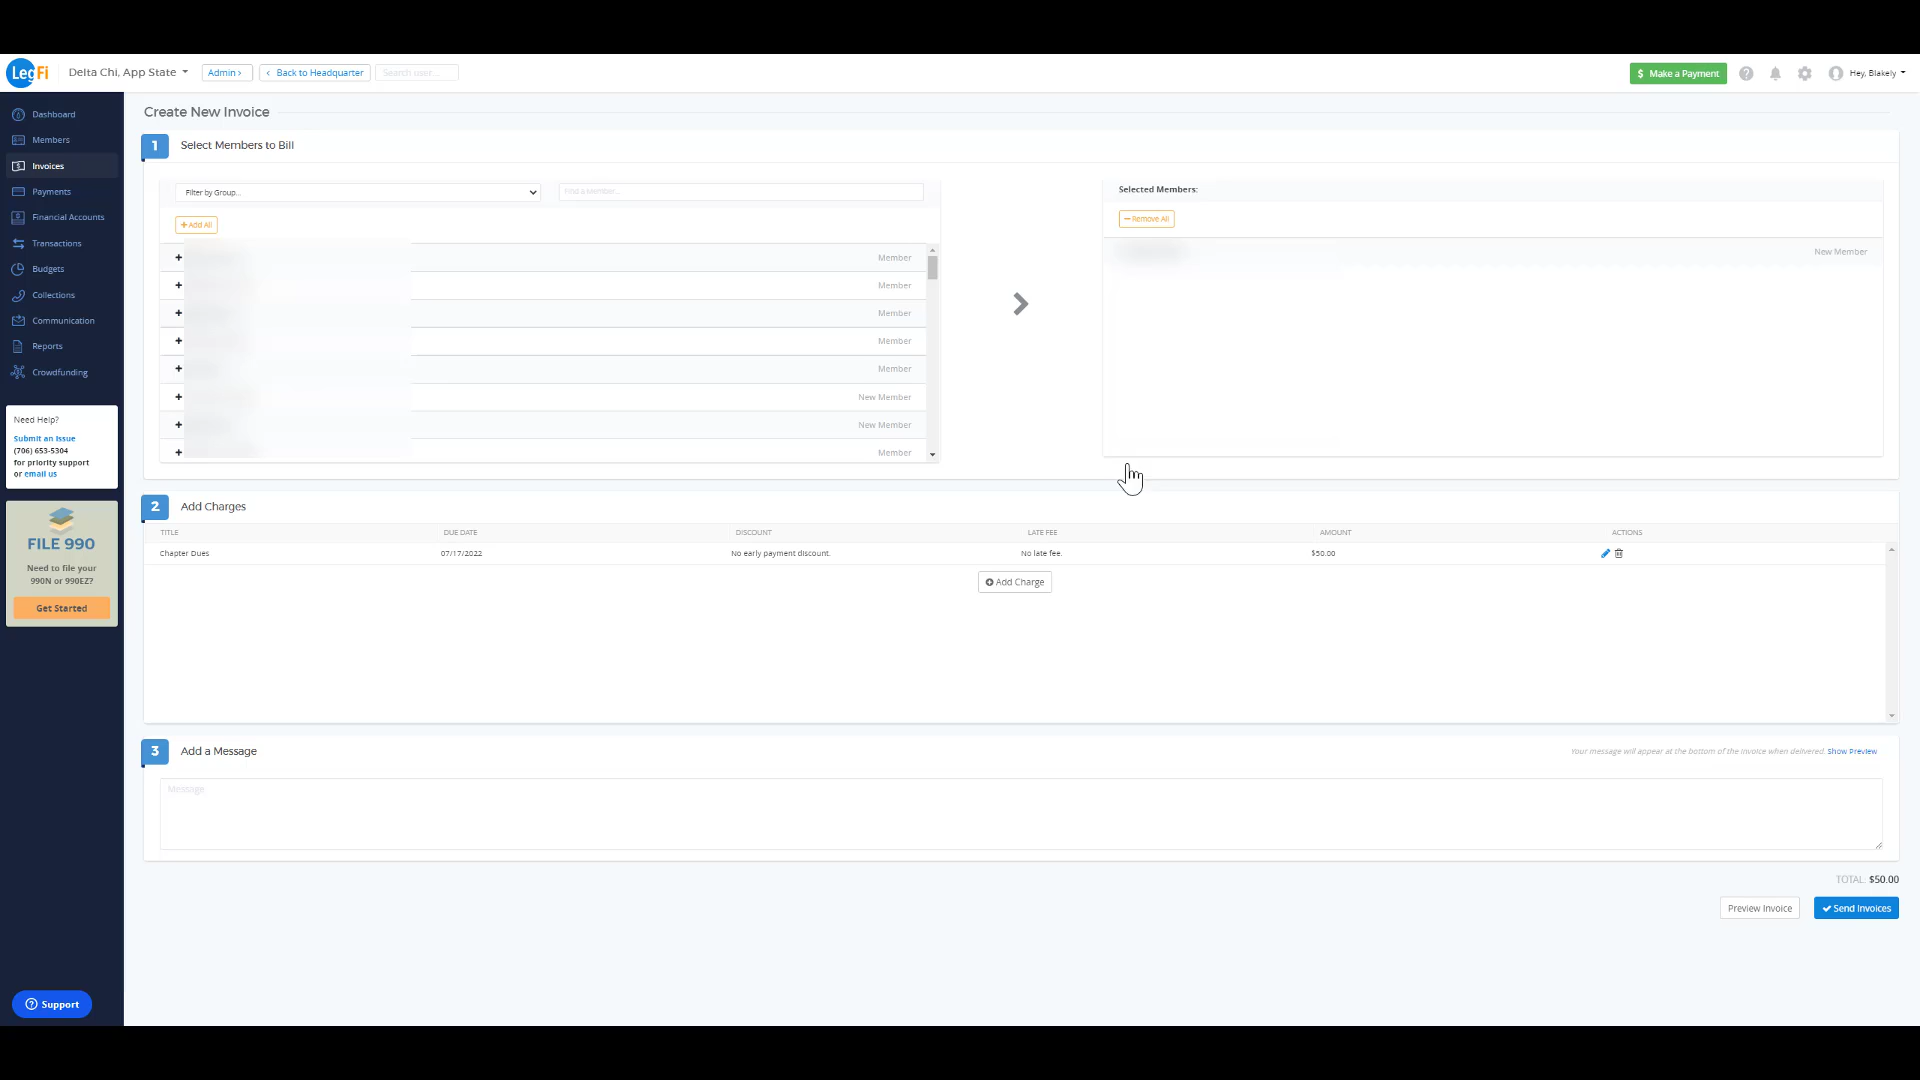 LegFi
Delta Chi, App State
Admin >
< Back to Headquarter
Search user...
$ Make a Payment
Hey, Blakely
Dashboard
Members
Invoices
Payments
Financial Accounts
Transactions
Budgets
Collections
Communication
Reports
Crowdfunding
Need Help?
Submit an Issue
(706) 653-5304
for priority support
or email us
FILE 990
Need to file your
990N or 990EZ?
Get Started
Support
Create New Invoice
1 Select Members to Bill
Filter by Group...
Find a Member...
+ Add All
+ Member
+ Member
+ Member
+ Member
+ Member
+ New Member
+ New Member
+ Member
Selected Members:
− Remove All
New Member
2 Add Charges
TITLE DUE DATE DISCOUNT LATE FEE AMOUNT ACTIONS
Chapter Dues 07/17/2022 No early payment discount. No late fee. $50.00
Add Charge
3 Add a Message
Your message will appear at the bottom of the invoice when delivered. Show Preview
Message
TOTAL: $50.00
Preview Invoice
Send Invoices